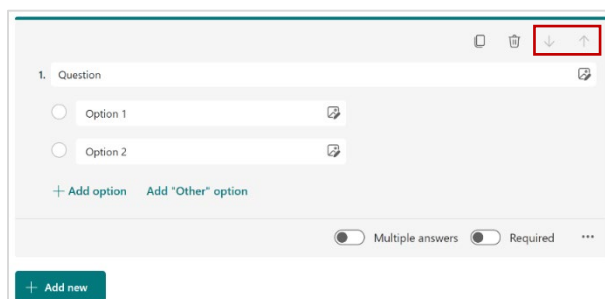 1. Question
Option 1
Option 2
+ Add option Add "Other" option
Multiple answers Required ...
+ Add new